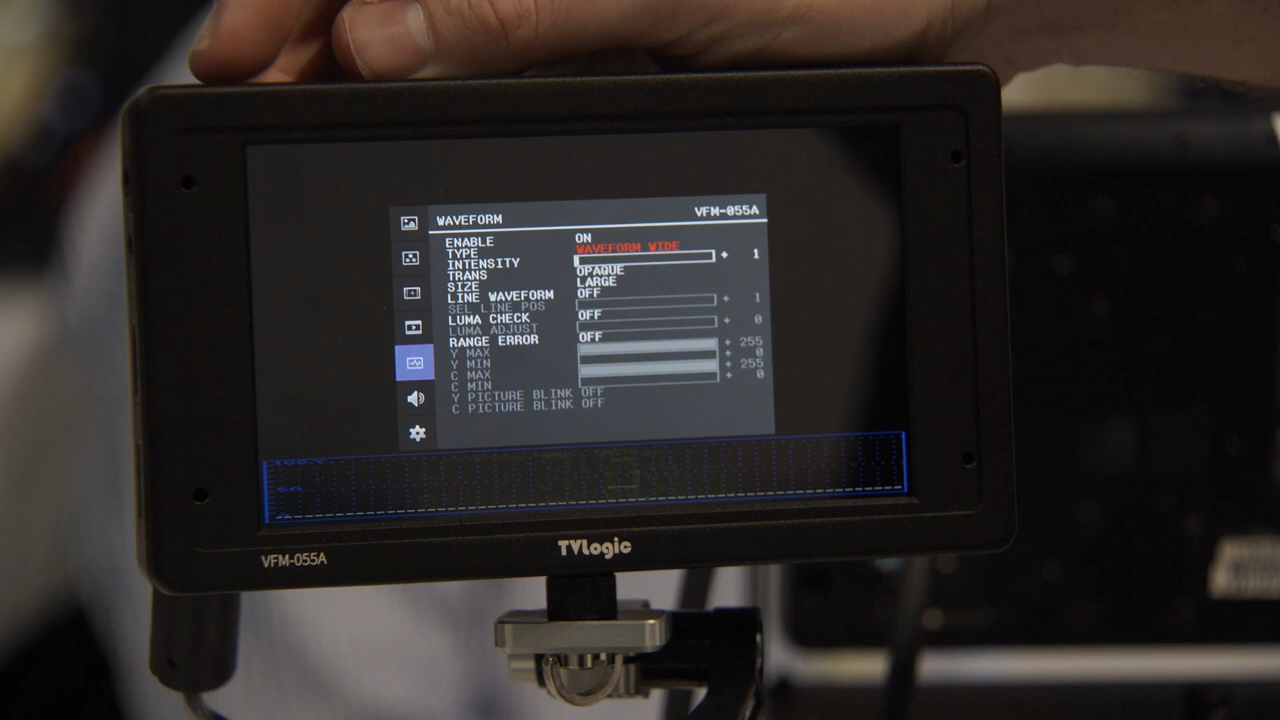 WAVEFORM VFM-055A
ENABLE ON
TYPE WAVEFORM WIDE
INTENSITY + 1
TRANS OPAQUE
SIZE LARGE
LINE WAVEFORM OFF
SEL LINE POS + 1
LUMA CHECK OFF
LUMA ADJUST + 0
RANGE ERROR OFF
Y MAX + 255
Y MIN + 0
C MAX + 255
C MIN + 0
Y PICTURE BLINK OFF
C PICTURE BLINK OFF
50
VFM-055A
TVLogic